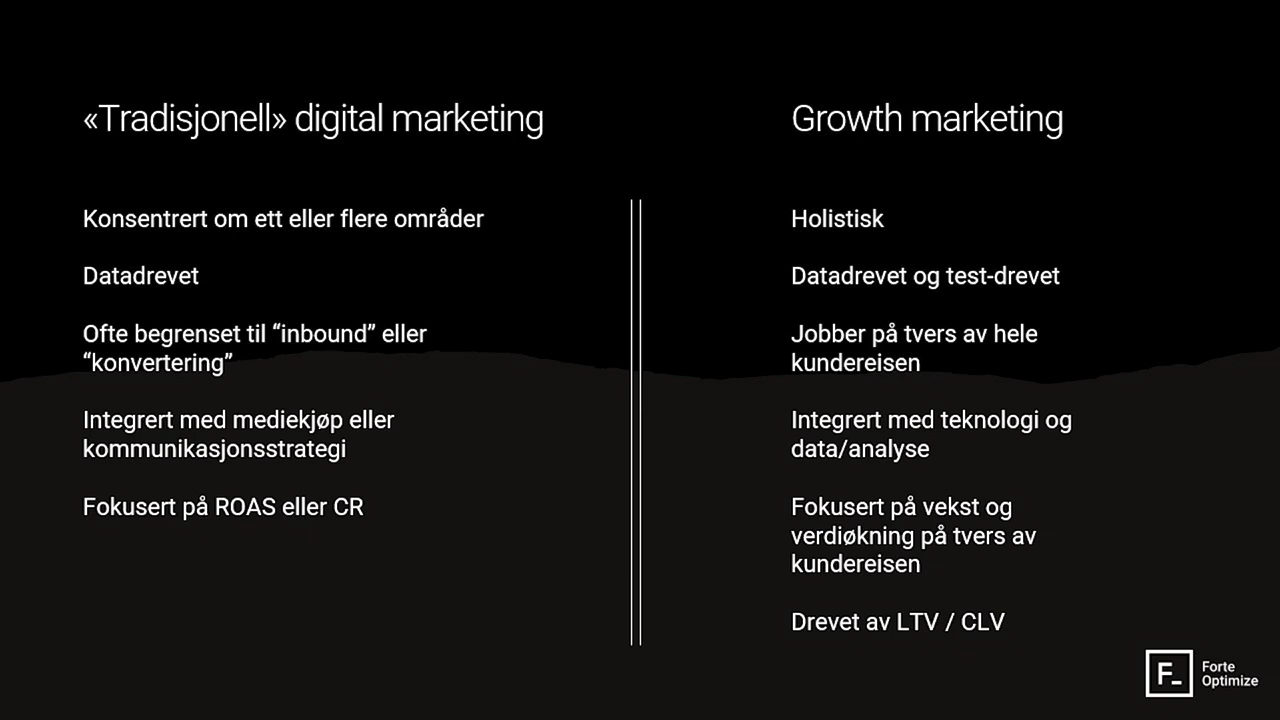 «Tradisjonell» digital marketing
Konsentrert om ett eller flere områder
Datadrevet
Ofte begrenset til “inbound” eller
“konvertering”
Integrert med mediekjøp eller
kommunikasjonsstrategi
Fokusert på ROAS eller CR
Growth marketing
Holistisk
Datadrevet og test-drevet
Jobber på tvers av hele
kundereisen
Integrert med teknologi og
data/analyse
Fokusert på vekst og
verdiøkning på tvers av
kundereisen
Drevet av LTV / CLV
F_
Forte
Optimize